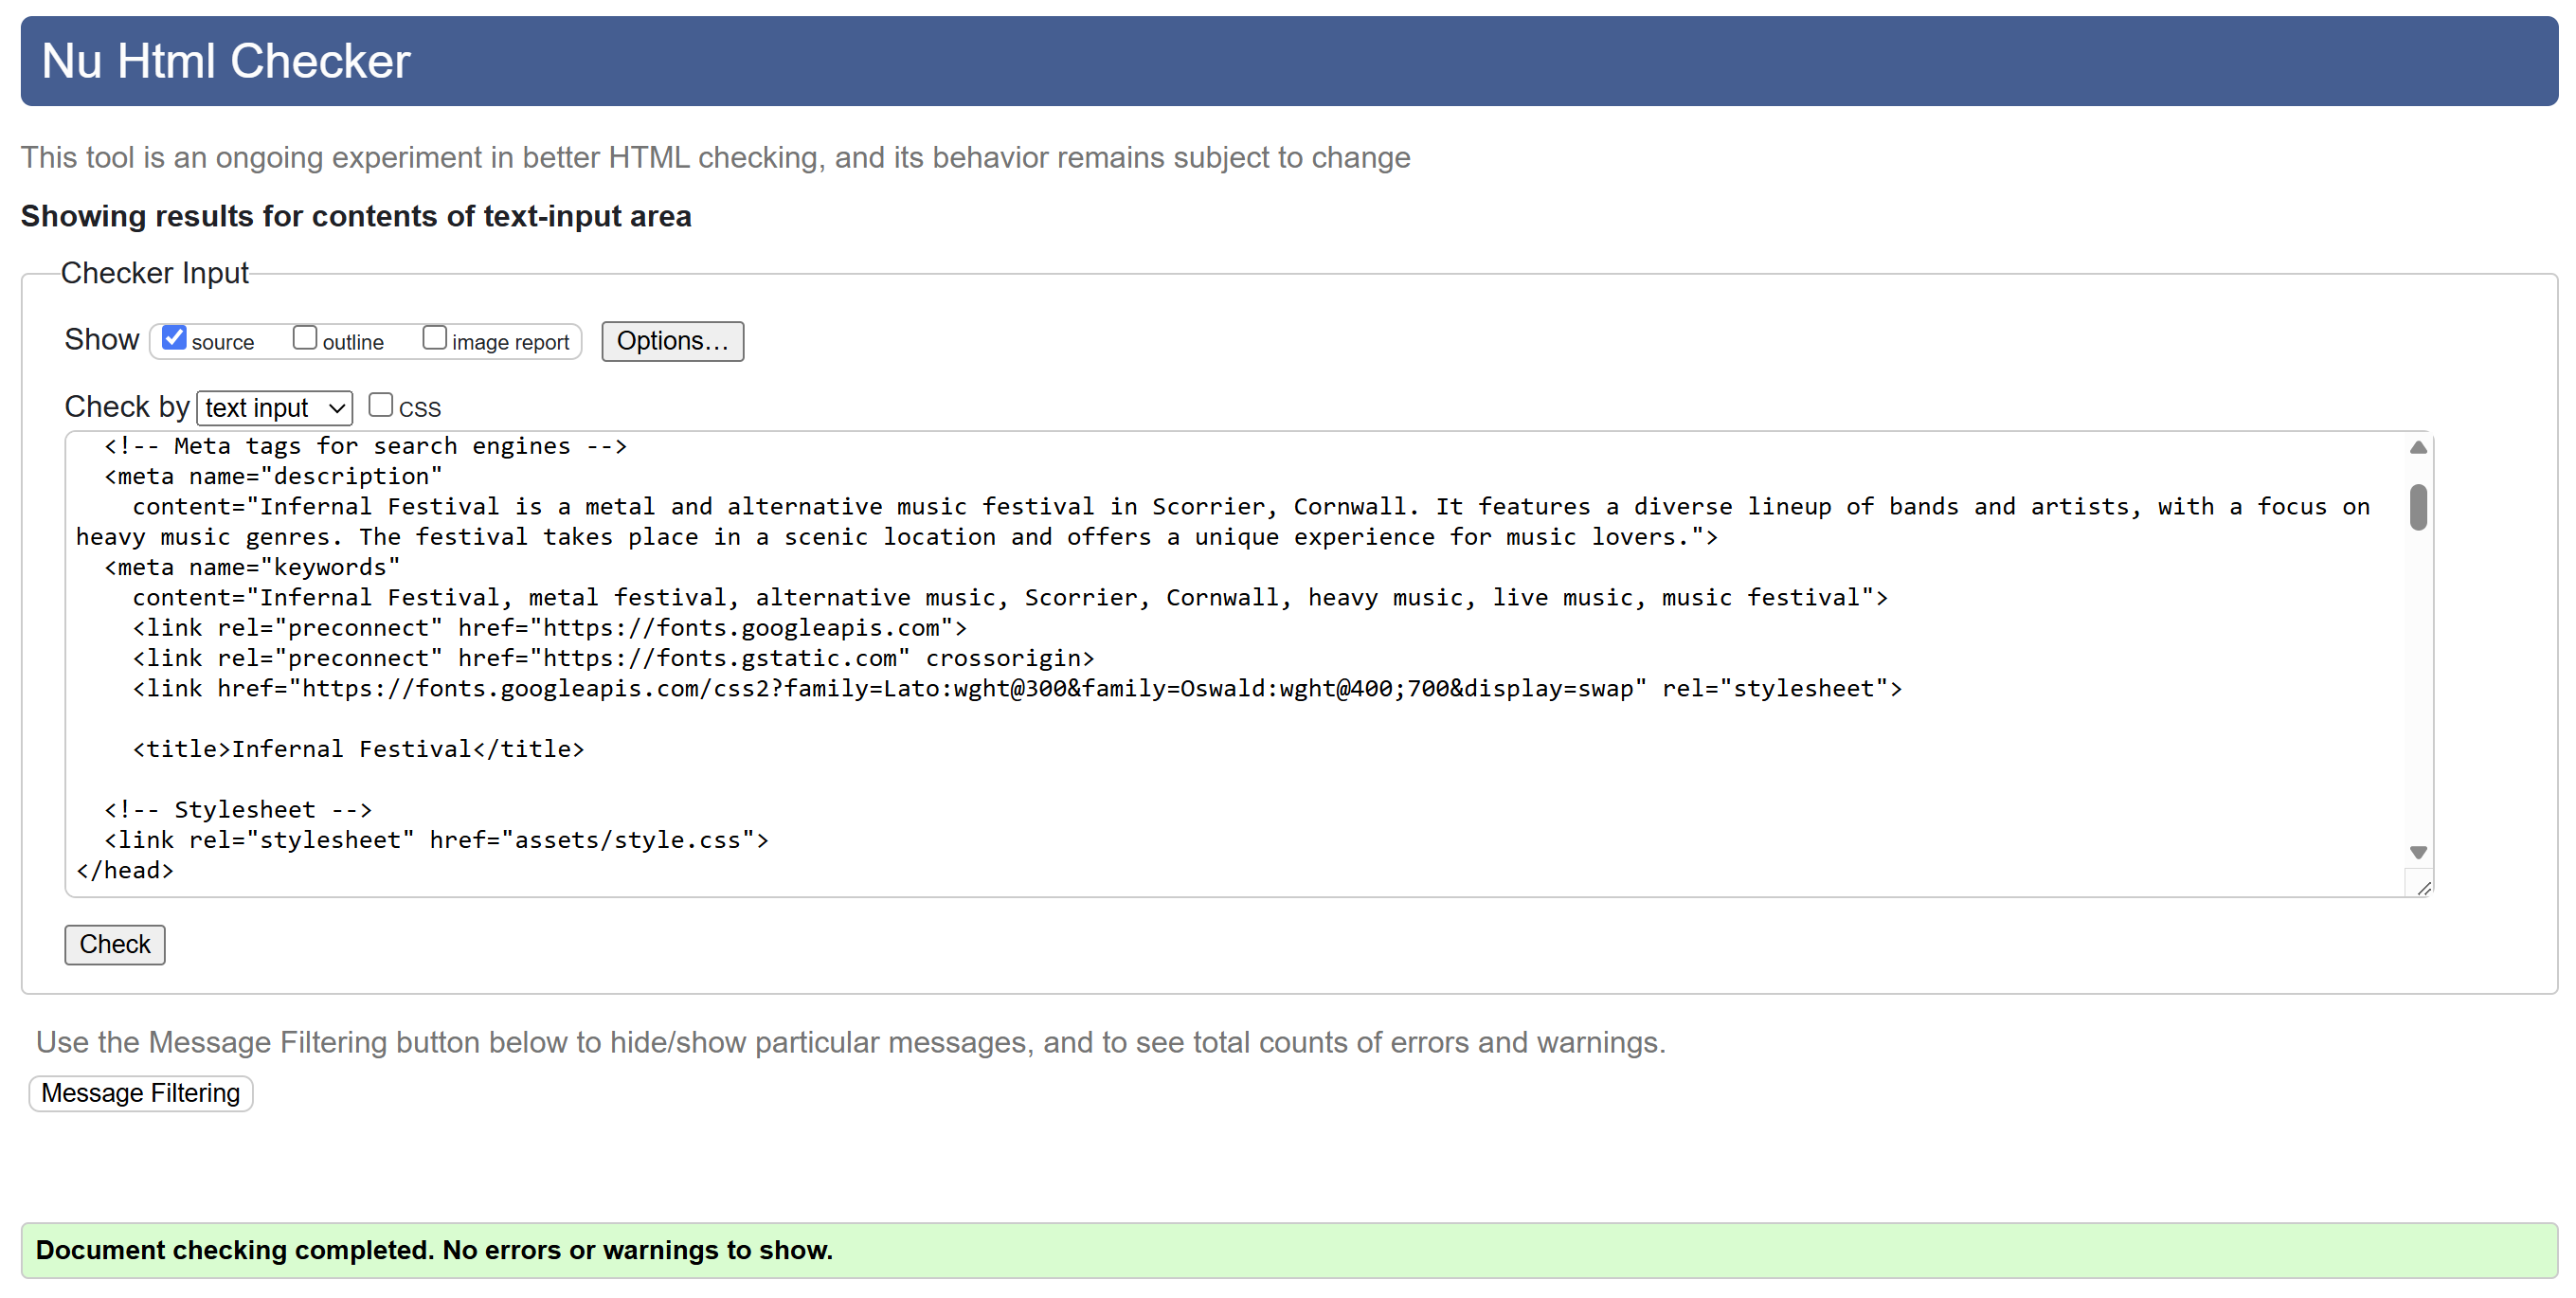 Nu Html Checker
This tool is an ongoing experiment in better HTML checking, and its behavior remains subject to change
Showing results for contents of text-input area
Checker Input
Show source outline image report Options...
Check by text input CSS
<!-- Meta tags for search engines -->
<meta name="description"
content="Infernal Festival is a metal and alternative music festival in Scorrier, Cornwall. It features a diverse lineup of bands and artists, with a focus on
heavy music genres. The festival takes place in a scenic location and offers a unique experience for music lovers.">
<meta name="keywords"
content="Infernal Festival, metal festival, alternative music, Scorrier, Cornwall, heavy music, live music, music festival">
<link rel="preconnect" href="https://fonts.googleapis.com">
<link rel="preconnect" href="https://fonts.gstatic.com" crossorigin>
<link href="https://fonts.googleapis.com/css2?family=Lato:wght@300&family=Oswald:wght@400;700&display=swap" rel="stylesheet">
<title>Infernal Festival</title>
<!-- Stylesheet -->
<link rel="stylesheet" href="assets/style.css">
</head>
Check
Use the Message Filtering button below to hide/show particular messages, and to see total counts of errors and warnings.
Message Filtering
Document checking completed. No errors or warnings to show.